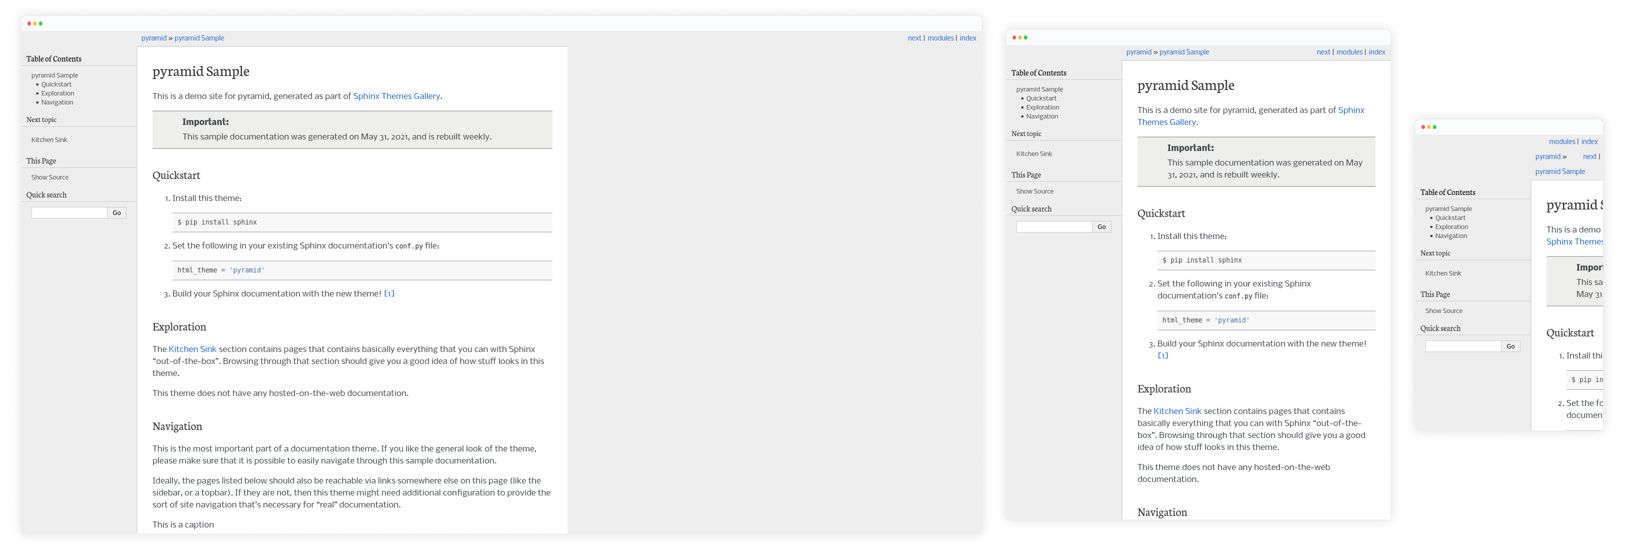 pyramid » pyramid Sample
next | modules | index
Table of Contents
pyramid Sample
Quickstart
Exploration
Navigation
Next topic
Kitchen Sink
This Page
Show Source
Quick search
Go
pyramid Sample
This is a demo site for pyramid, generated as part of Sphinx Themes Gallery.
Important:
This sample documentation was generated on May 31, 2021, and is rebuilt weekly.
Quickstart
1. Install this theme:
$ pip install sphinx
2. Set the following in your existing Sphinx documentation's conf.py file:
html_theme = 'pyramid'
3. Build your Sphinx documentation with the new theme! [1]
Exploration
The Kitchen Sink section contains pages that contains basically everything that you can with Sphinx
“out-of-the-box”. Browsing through that section should give you a good idea of how stuff looks in this
theme.
This theme does not have any hosted-on-the-web documentation.
Navigation
This is the most important part of a documentation theme. If you like the general look of the theme,
please make sure that it is possible to easily navigate through this sample documentation.
Ideally, the pages listed below should also be reachable via links somewhere else on this page (like the
sidebar, or a topbar). If they are not, then this theme might need additional configuration to provide the
sort of site navigation that's necessary for “real” documentation.
This is a caption
pyramid » pyramid Sample
next | modules | index
Table of Contents
pyramid Sample
Quickstart
Exploration
Navigation
Next topic
Kitchen Sink
This Page
Show Source
Quick search
Go
pyramid Sample
This is a demo site for pyramid, generated as part of Sphinx
Themes Gallery.
Important:
This sample documentation was generated on May
31, 2021, and is rebuilt weekly.
Quickstart
1. Install this theme:
$ pip install sphinx
2. Set the following in your existing Sphinx
documentation's conf.py file:
html_theme = 'pyramid'
3. Build your Sphinx documentation with the new theme!
[1]
Exploration
The Kitchen Sink section contains pages that contains
basically everything that you can with Sphinx “out-of-the-
box”. Browsing through that section should give you a good
idea of how stuff looks in this theme.
This theme does not have any hosted-on-the-web
documentation.
Navigation
modules | index
pyramid » next |
pyramid Sample
Table of Contents
pyramid Sample
Quickstart
Exploration
Navigation
Next topic
Kitchen Sink
This Page
Show Source
Quick search
Go
pyramid S
This is a demo
Sphinx Themes
Impor
This sa
May 31
Quickstart
1. Install thi
$ pip in
2. Set the fo
documen